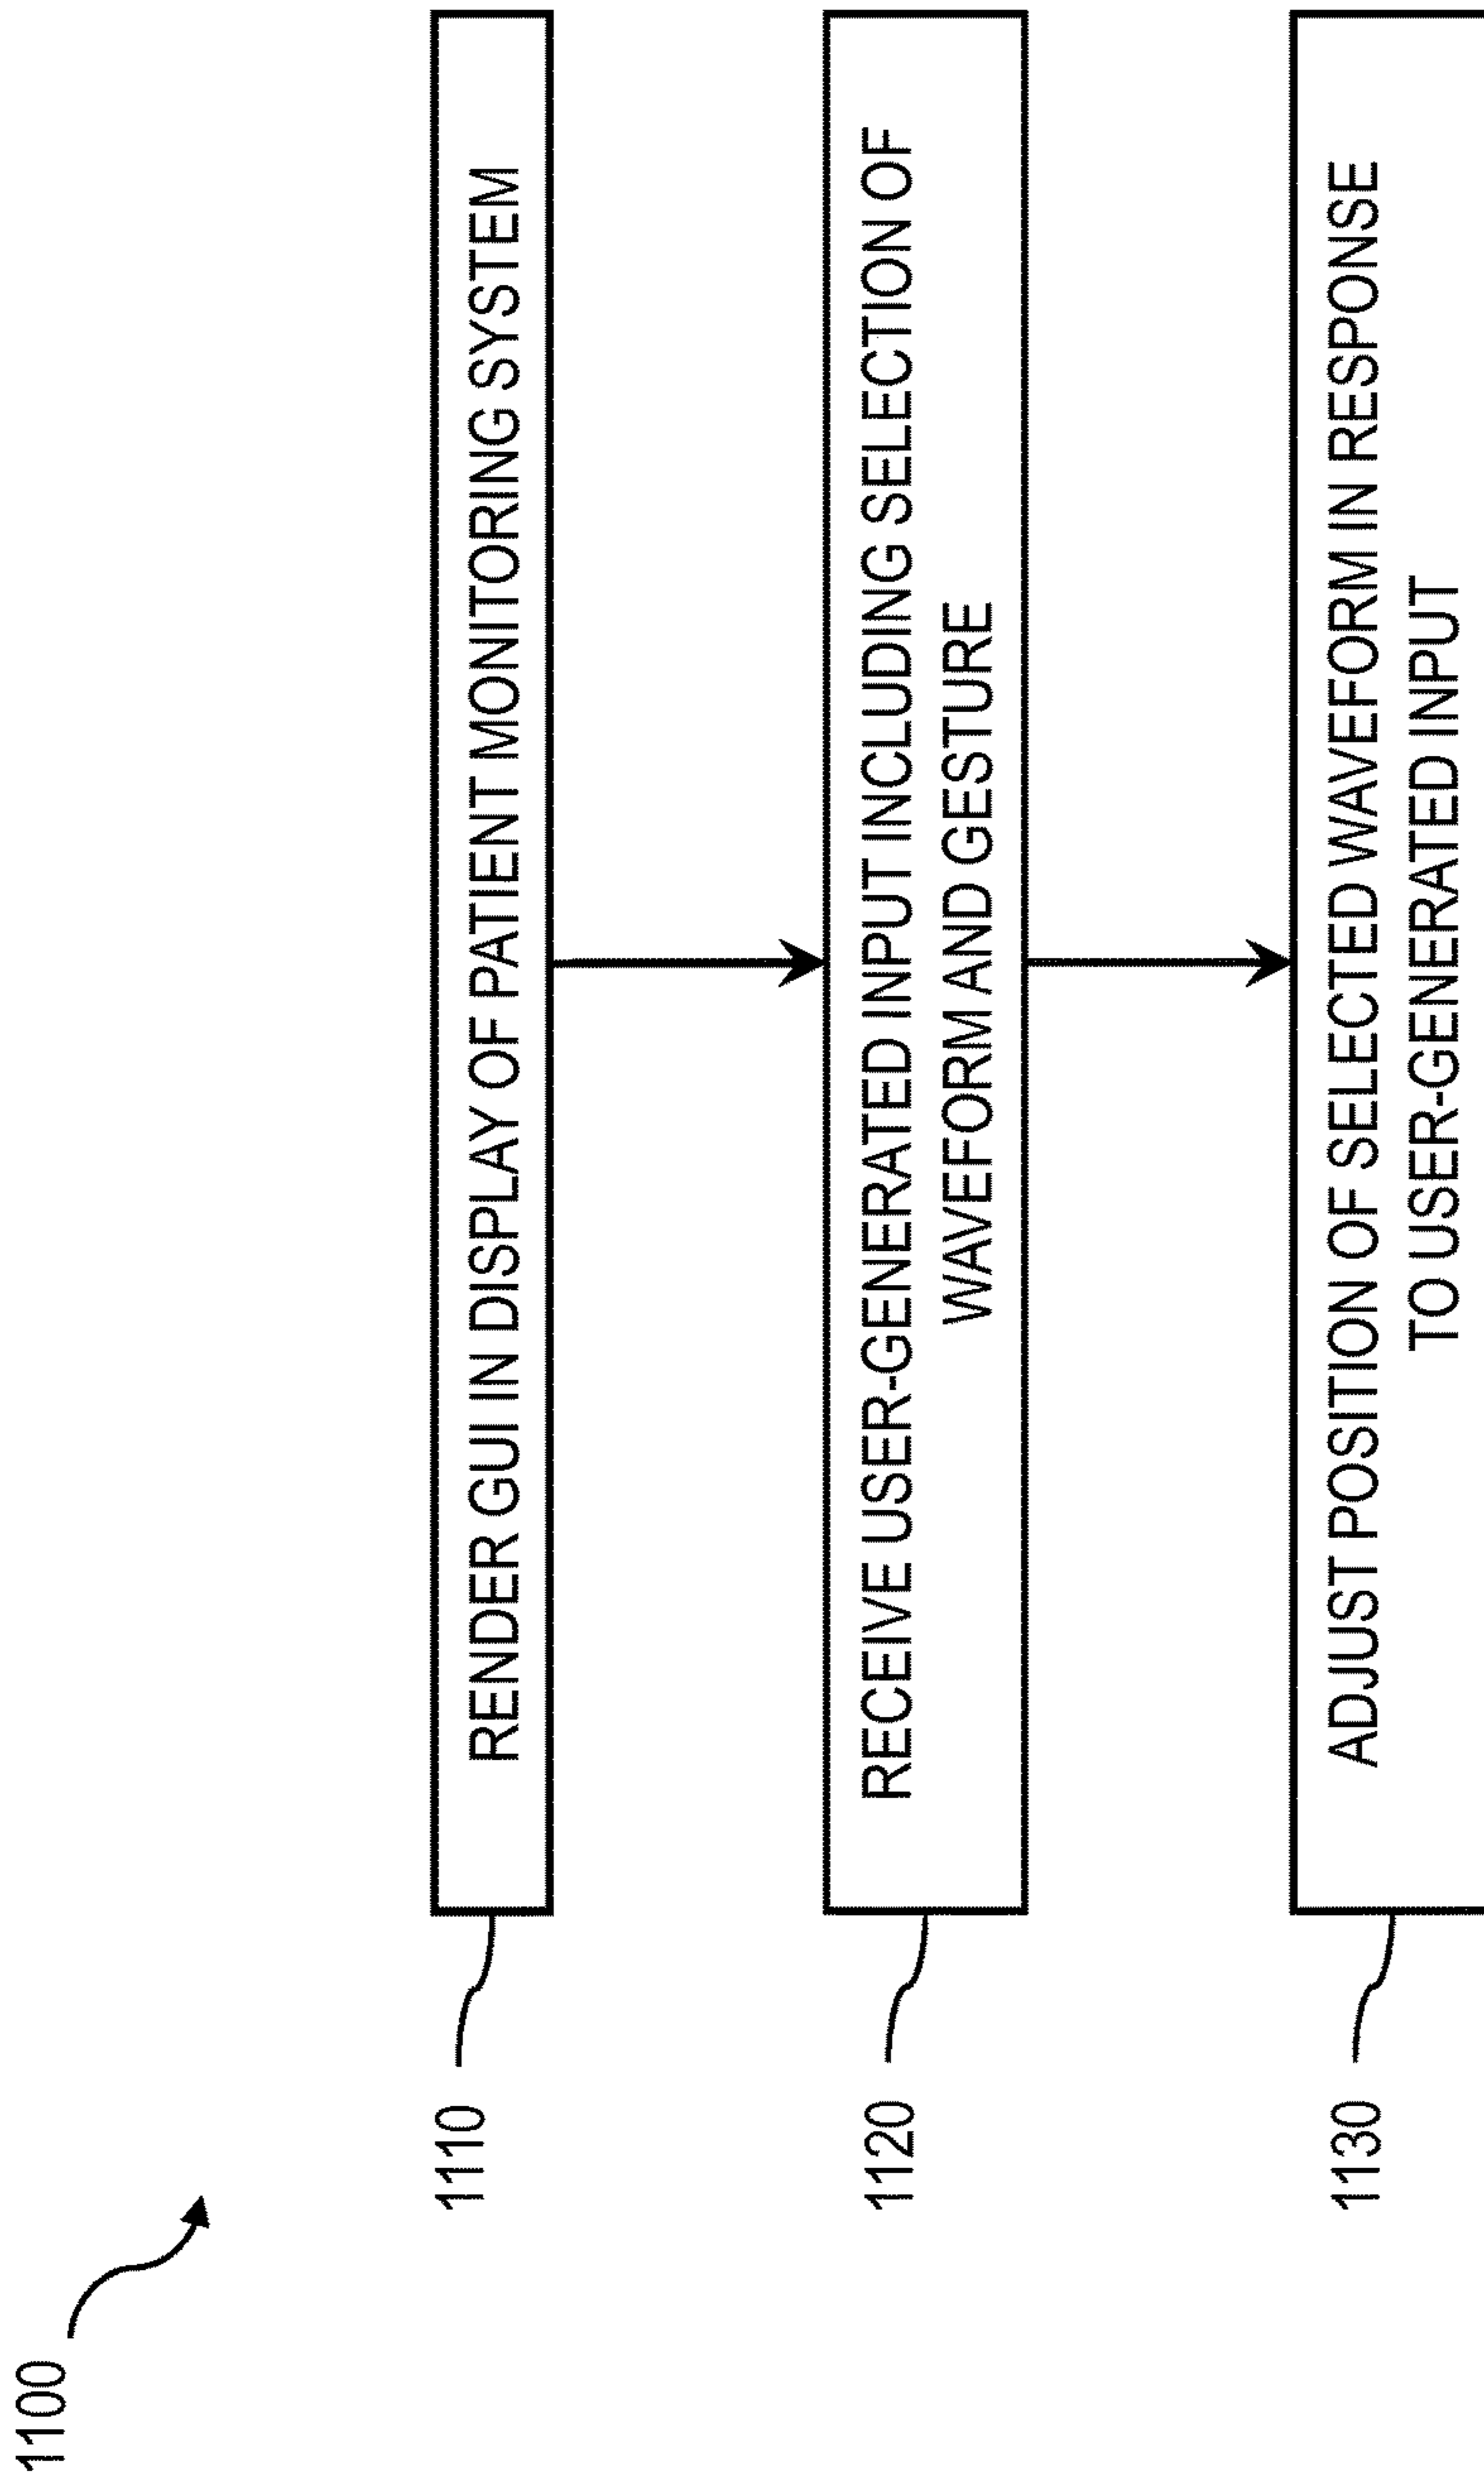 1100
1110
RENDER GUI IN DISPLAY OF PATIENT MONITORING SYSTEM
1120
RECEIVE USER-GENERATED INPUT INCLUDING SELECTION OF
WAVEFORM AND GESTURE
1130
ADJUST POSITION OF SELECTED WAVEFORM IN RESPONSE
TO USER-GENERATED INPUT